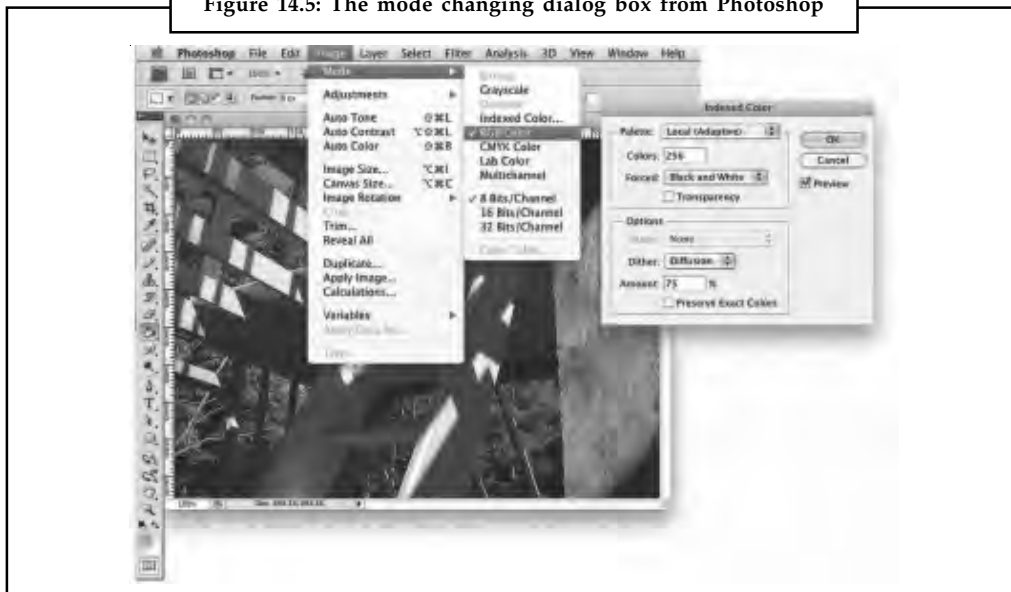 Figure 14.5: The mode changing dialog box from Photoshop
Photoshop File Edit Image Layer Select Filter Analysis 3D View Window Help
Mode
Adjustments
Auto Tone ⇧⌘L
Auto Contrast ⌥⇧⌘L
Auto Color ⇧⌘B
Image Size... ⌥⌘I
Canvas Size... ⌥⌘C
Image Rotation
Trim...
Reveal All
Duplicate...
Apply Image...
Calculations...
Variables
Grayscale
Indexed Color...
✓ RGB Color
CMYK Color
Lab Color
Multichannel
✓ 8 Bits/Channel
16 Bits/Channel
32 Bits/Channel
Indexed Color
Palette: Local (Adaptive)
Colors: 256
Forced: Black and White
Transparency
OK
Cancel
Preview
Options
None
Dither: Diffusion
Amount: 75 %
Preserve Exact Colors